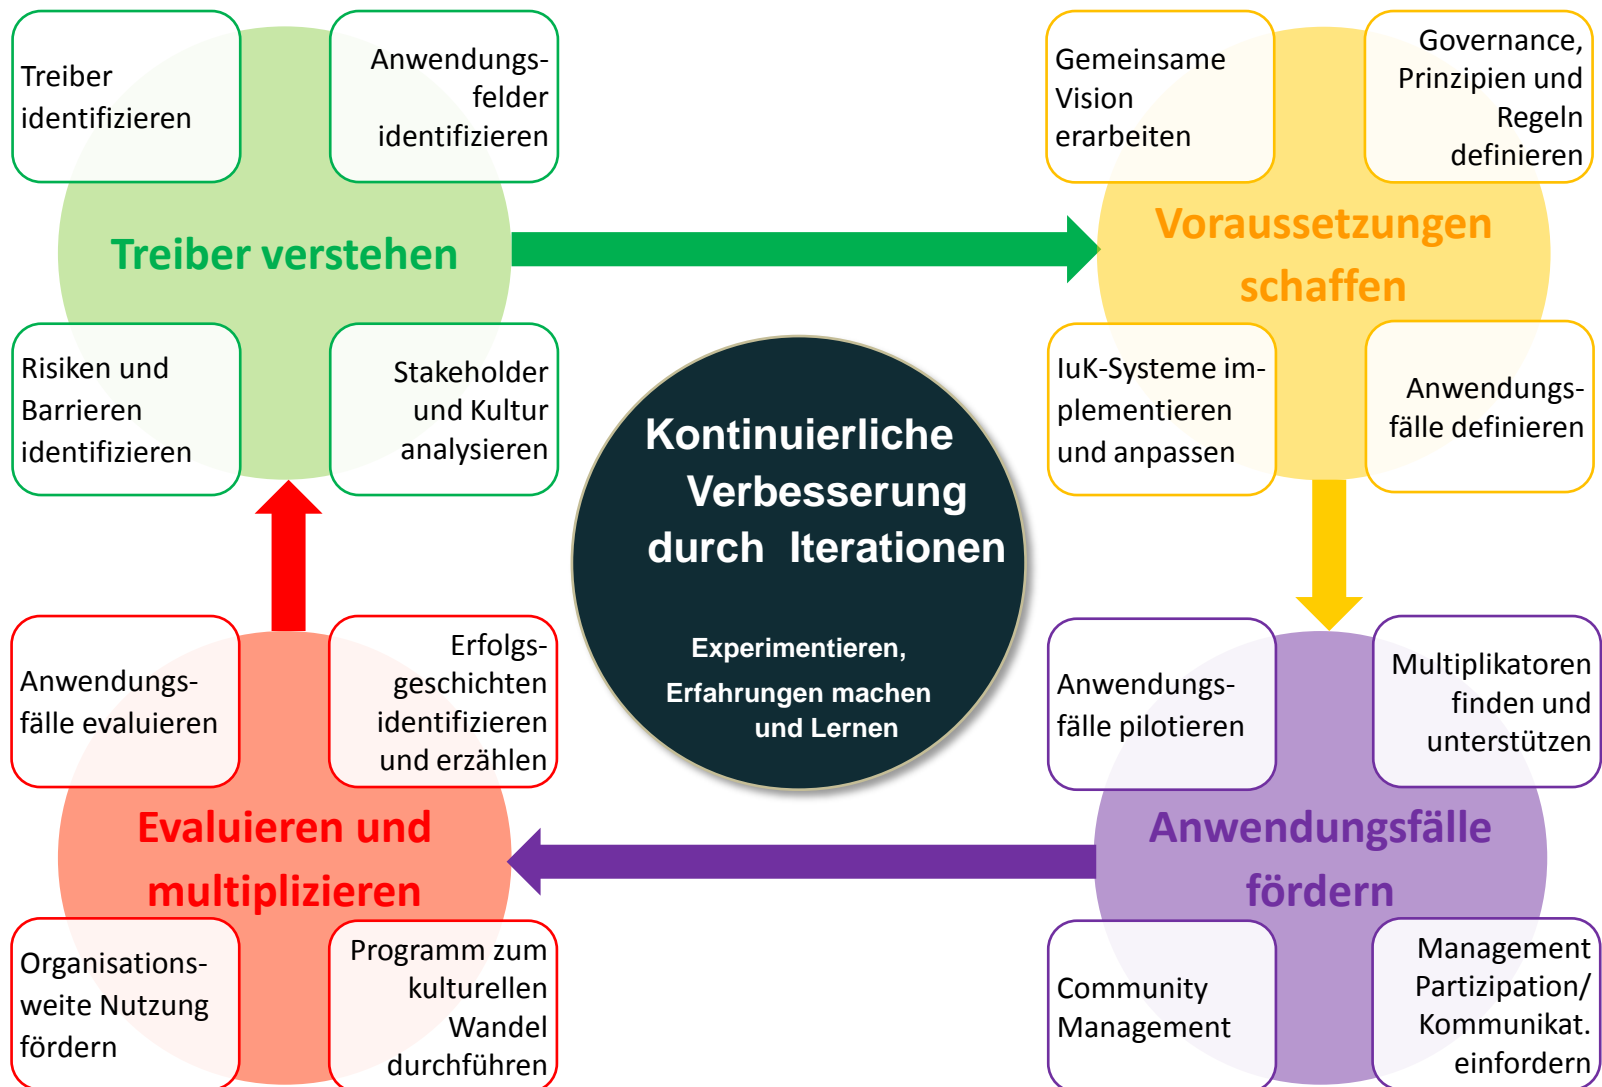 Treiber
identifizieren
Anwendungs-
felder
identifizieren
Treiber verstehen
Risiken und
Barrieren
identifizieren
Stakeholder
und Kultur
analysieren
Gemeinsame
Vision
erarbeiten
Governance,
Prinzipien und
Regeln
definieren
Voraussetzungen
schaffen
IuK-Systeme im-
plementieren
und anpassen
Anwendungs-
fälle definieren
Kontinuierliche
Verbesserung
durch Iterationen
Experimentieren,
Erfahrungen machen
und Lernen
Anwendungs-
fälle evaluieren
Erfolgs-
geschichten
identifizieren
und erzählen
Evaluieren und
multiplizieren
Organisations-
weite Nutzung
fördern
Programm zum
kulturellen
Wandel
durchführen
Anwendungs-
fälle pilotieren
Multiplikatoren
finden und
unterstützen
Anwendungsfälle
fördern
Community
Management
Management
Partizipation/
Kommunikat.
einfordern